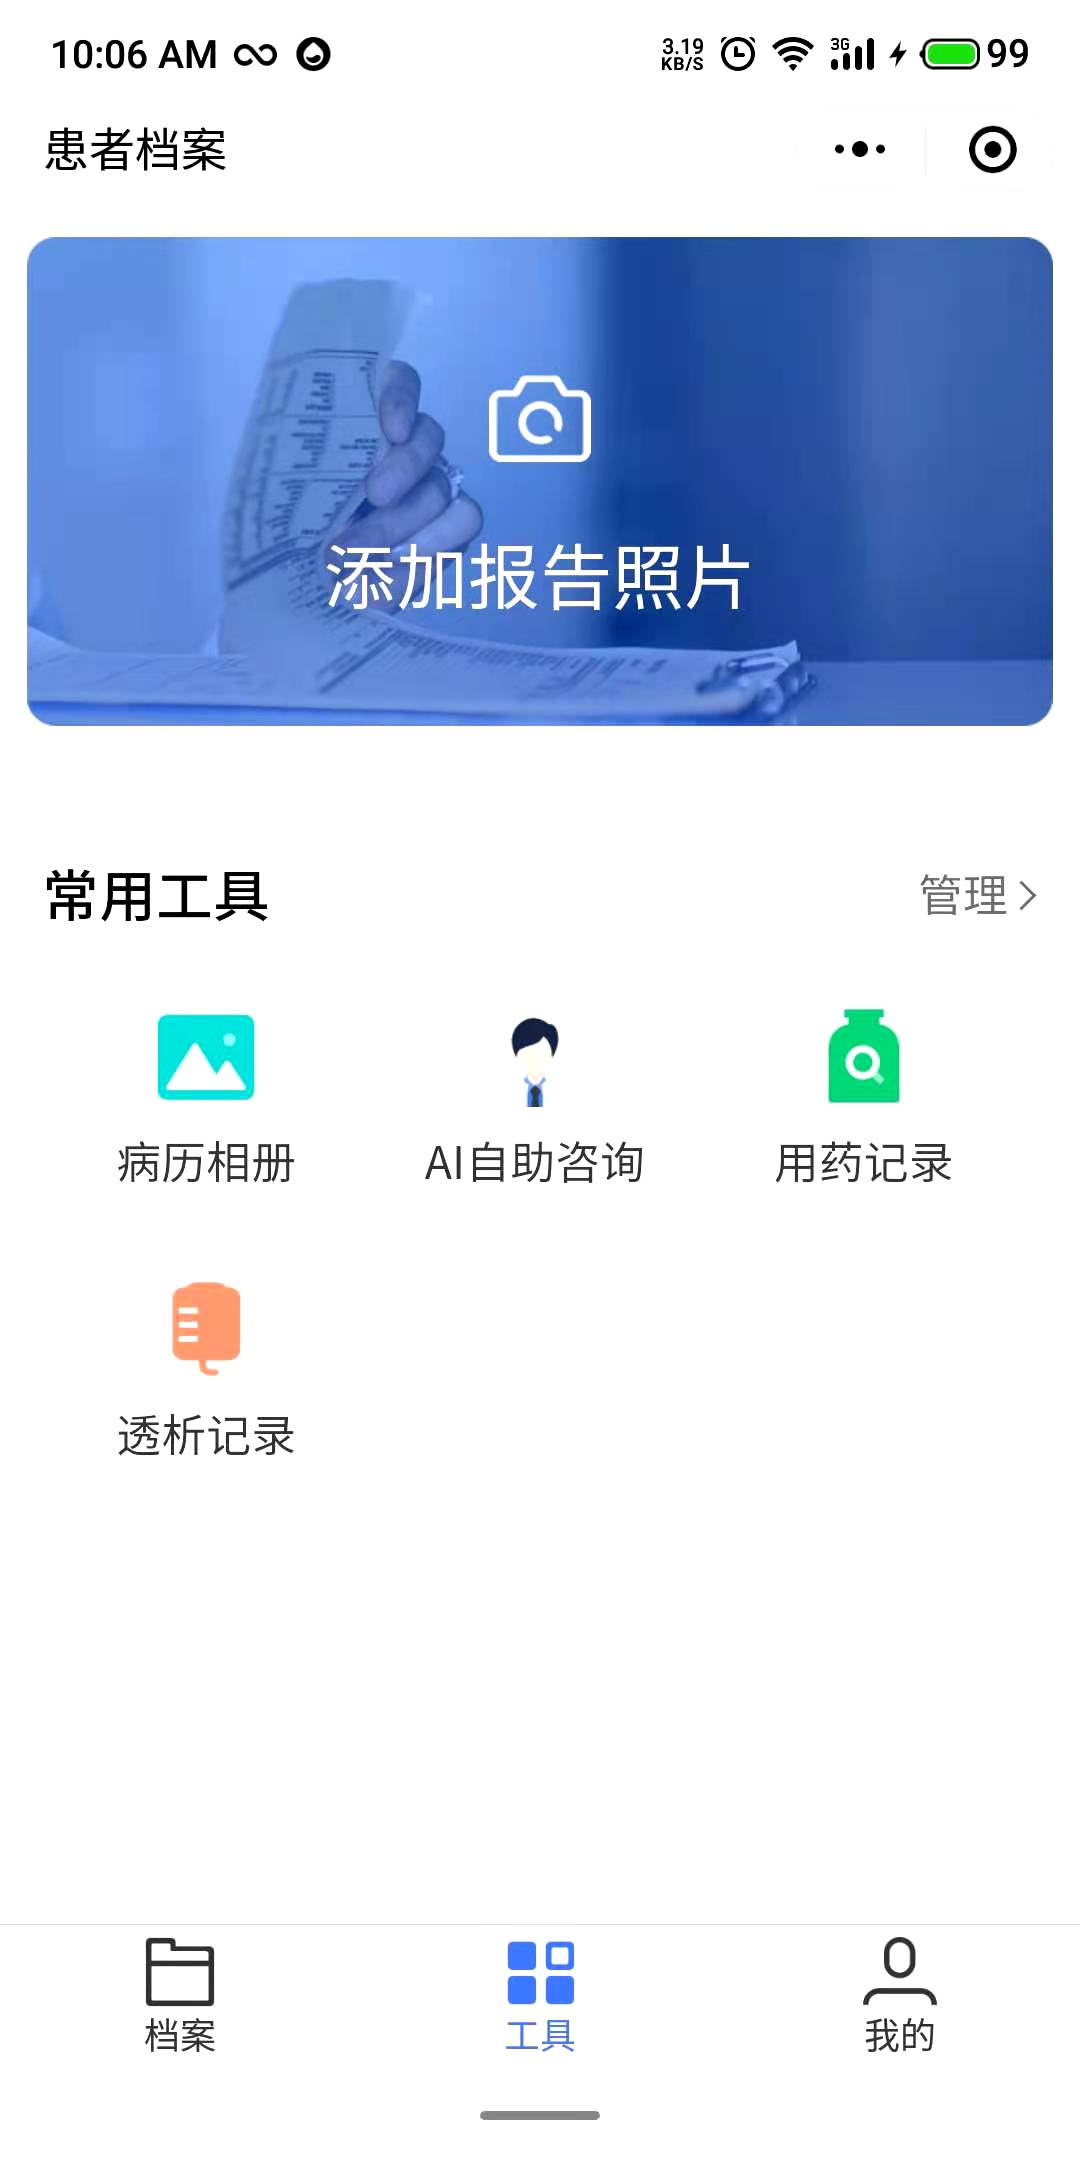 10:06 AM
3.19 KB/S
3G
99
患者档案
添加报告照片
常用工具
管理
病历相册
AI自助咨询
用药记录
透析记录
档案
工具
我的